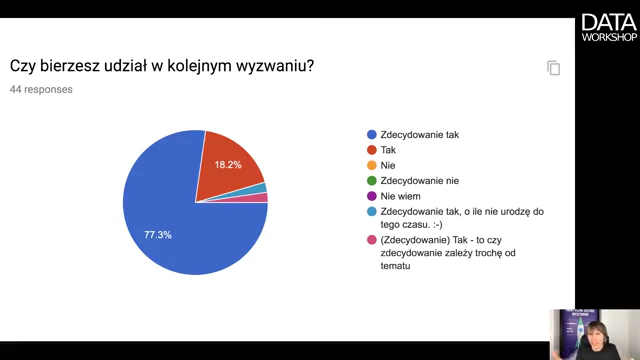 DATA
WORKSHOP
Czy bierzesz udział w kolejnym wyzwaniu?
44 responses
18.2%
77.3%
Zdecydowanie tak
Tak
Nie
Zdecydowanie nie
Nie wiem
Zdecydowanie tak, o ile nie urodzę do
tego czasu. :-)
(Zdecydowanie) Tak - to czy
zdecydowanie zależy trochę od
tematu